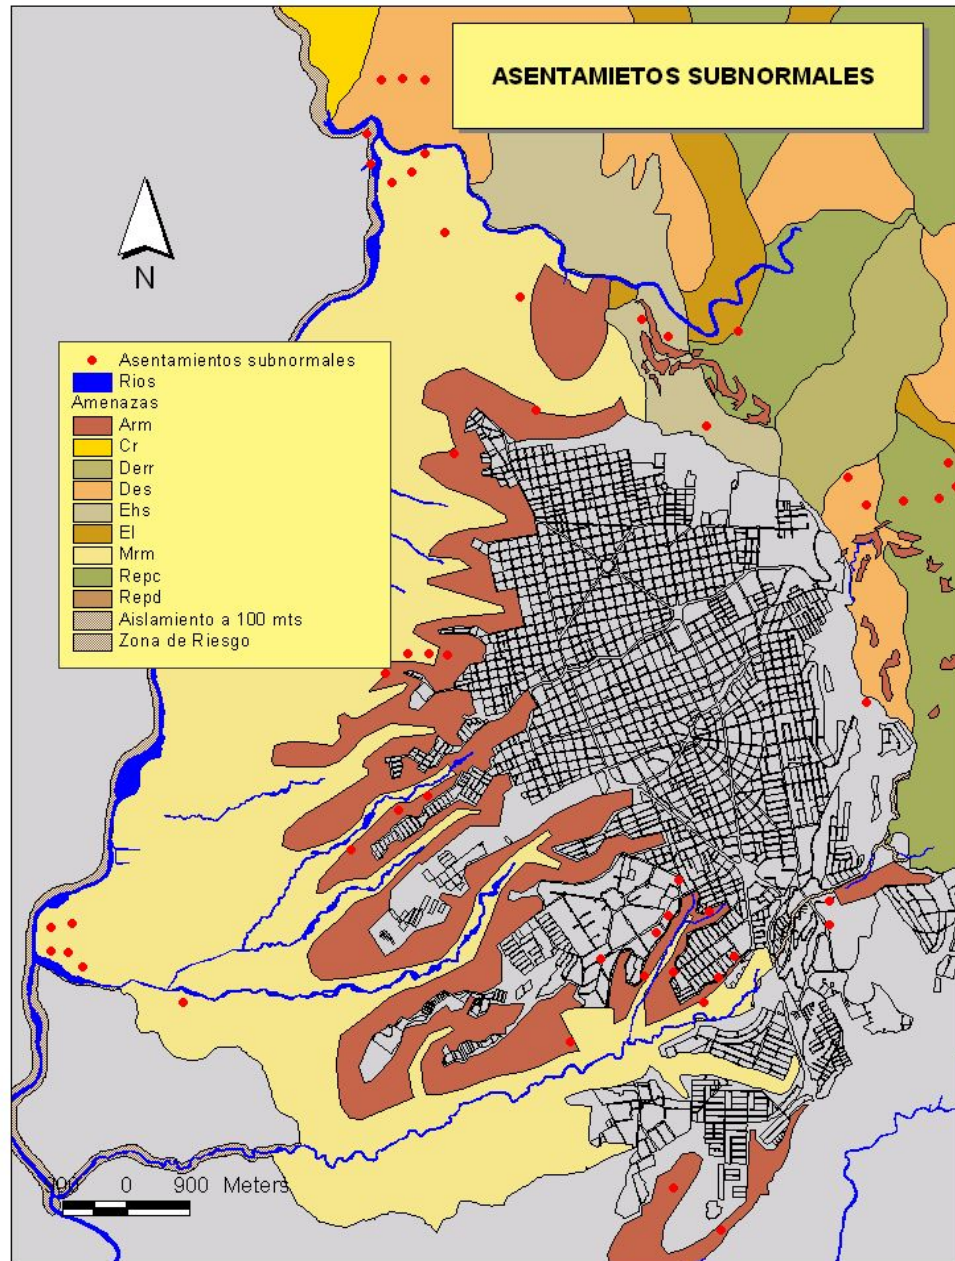 ASENTAMIETOS SUBNORMALES
N
Asentamientos subnormales
Rios
Amenazas
Arm
Cr
Derr
Des
Ehs
El
Mrm
Repc
Repd
Aislamiento a 100 mts
Zona de Riesgo
900 0 900 Meters